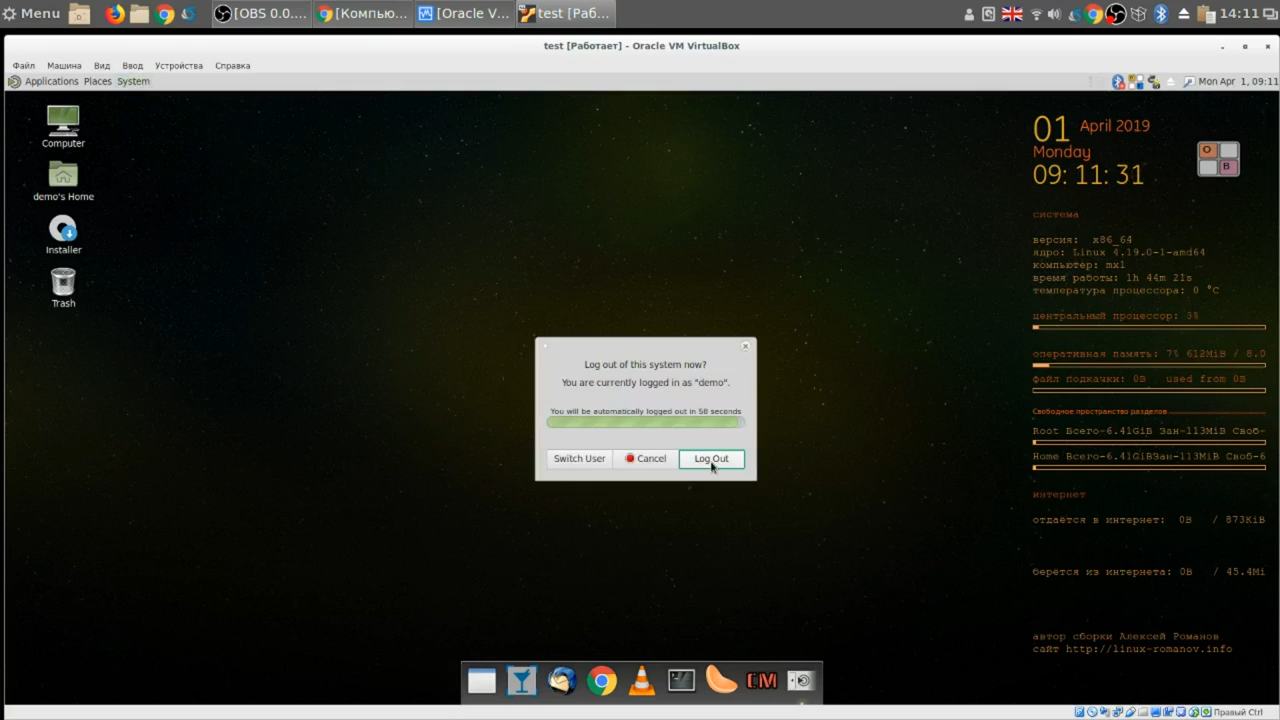 Menu
[OBS 0.0....
[Компью...
[Oracle V...
test [Раб...
14:11
test [Работает] - Oracle VM VirtualBox
Файл Машина Вид Ввод Устройства Справка
Applications Places System
Mon Apr 1, 09:11
Computer
demo's Home
Installer
Trash
01 April 2019
Monday
09: 11: 31
O
B
система
версия: x86_64
ядро: Linux 4.19.0-1-amd64
компьютер: mx1
время работы: 1h 44m 21s
температура процессора: 0 °C
центральный процессор: 3%
оперативная память: 7% 612MiB / 8.0
файл подкачки: 0B used from 0B
Свободное пространство разделов
Root Всего-6.41GiB Зан-113MiB Своб-
Home Всего-6.41GiBЗан-113MiB Своб-6
интернет
отдаётся в интернет: 0B / 873KiB
берётся из интернета: 0B / 45.4Mi
автор сборки Алексей Романов
сайт http://linux-romanov.info
Log out of this system now?
You are currently logged in as "demo".
You will be automatically logged out in 58 seconds
Switch User
Cancel
Log Out
Правый Ctrl